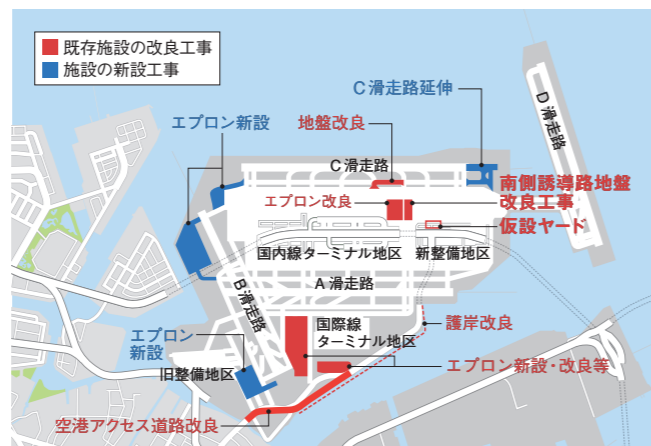 既存施設の改良工事
施設の新設工事
C滑走路延伸
D滑走路
エプロン新設
地盤改良
C滑走路
南側誘導路地盤
改良工事
エプロン改良
仮設ヤード
国内線ターミナル地区
新整備地区
A滑走路
B滑走路
国際線
ターミナル地区
護岸改良
エプロン
新設
旧整備地区
エプロン新設・改良等
空港アクセス道路改良